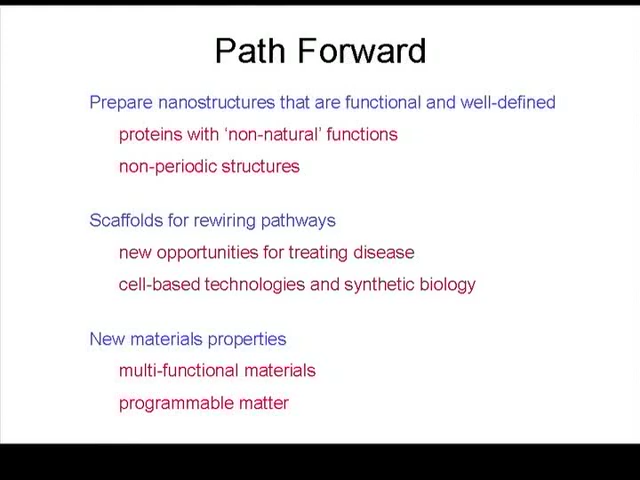 Path Forward
Prepare nanostructures that are functional and well-defined
proteins with ‘non-natural’ functions
non-periodic structures
Scaffolds for rewiring pathways
new opportunities for treating disease
cell-based technologies and synthetic biology
New materials properties
multi-functional materials
programmable matter